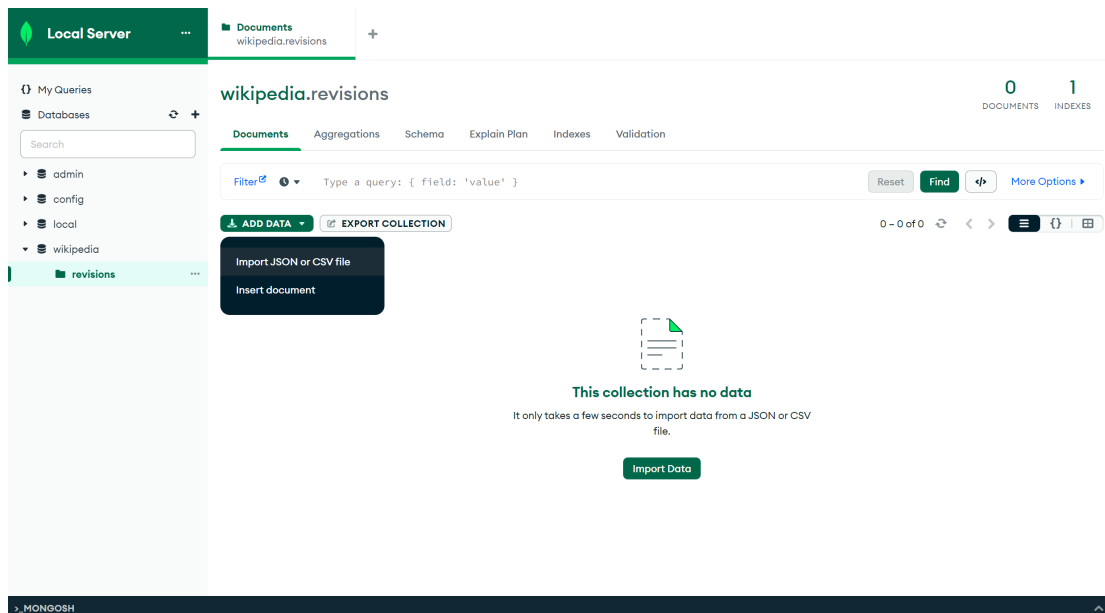 Local Server
Documents
wikipedia.revisions
My Queries
Databases
Search
admin
config
local
wikipedia
revisions
wikipedia.revisions
0
DOCUMENTS
1
INDEXES
Documents Aggregations Schema Explain Plan Indexes Validation
Filter Type a query: { field: 'value' } Reset Find </> More Options
ADD DATA EXPORT COLLECTION 0 – 0 of 0 {}
Import JSON or CSV file
Insert document
This collection has no data
It only takes a few seconds to import data from a JSON or CSV
file.
Import Data
>_MONGOSH